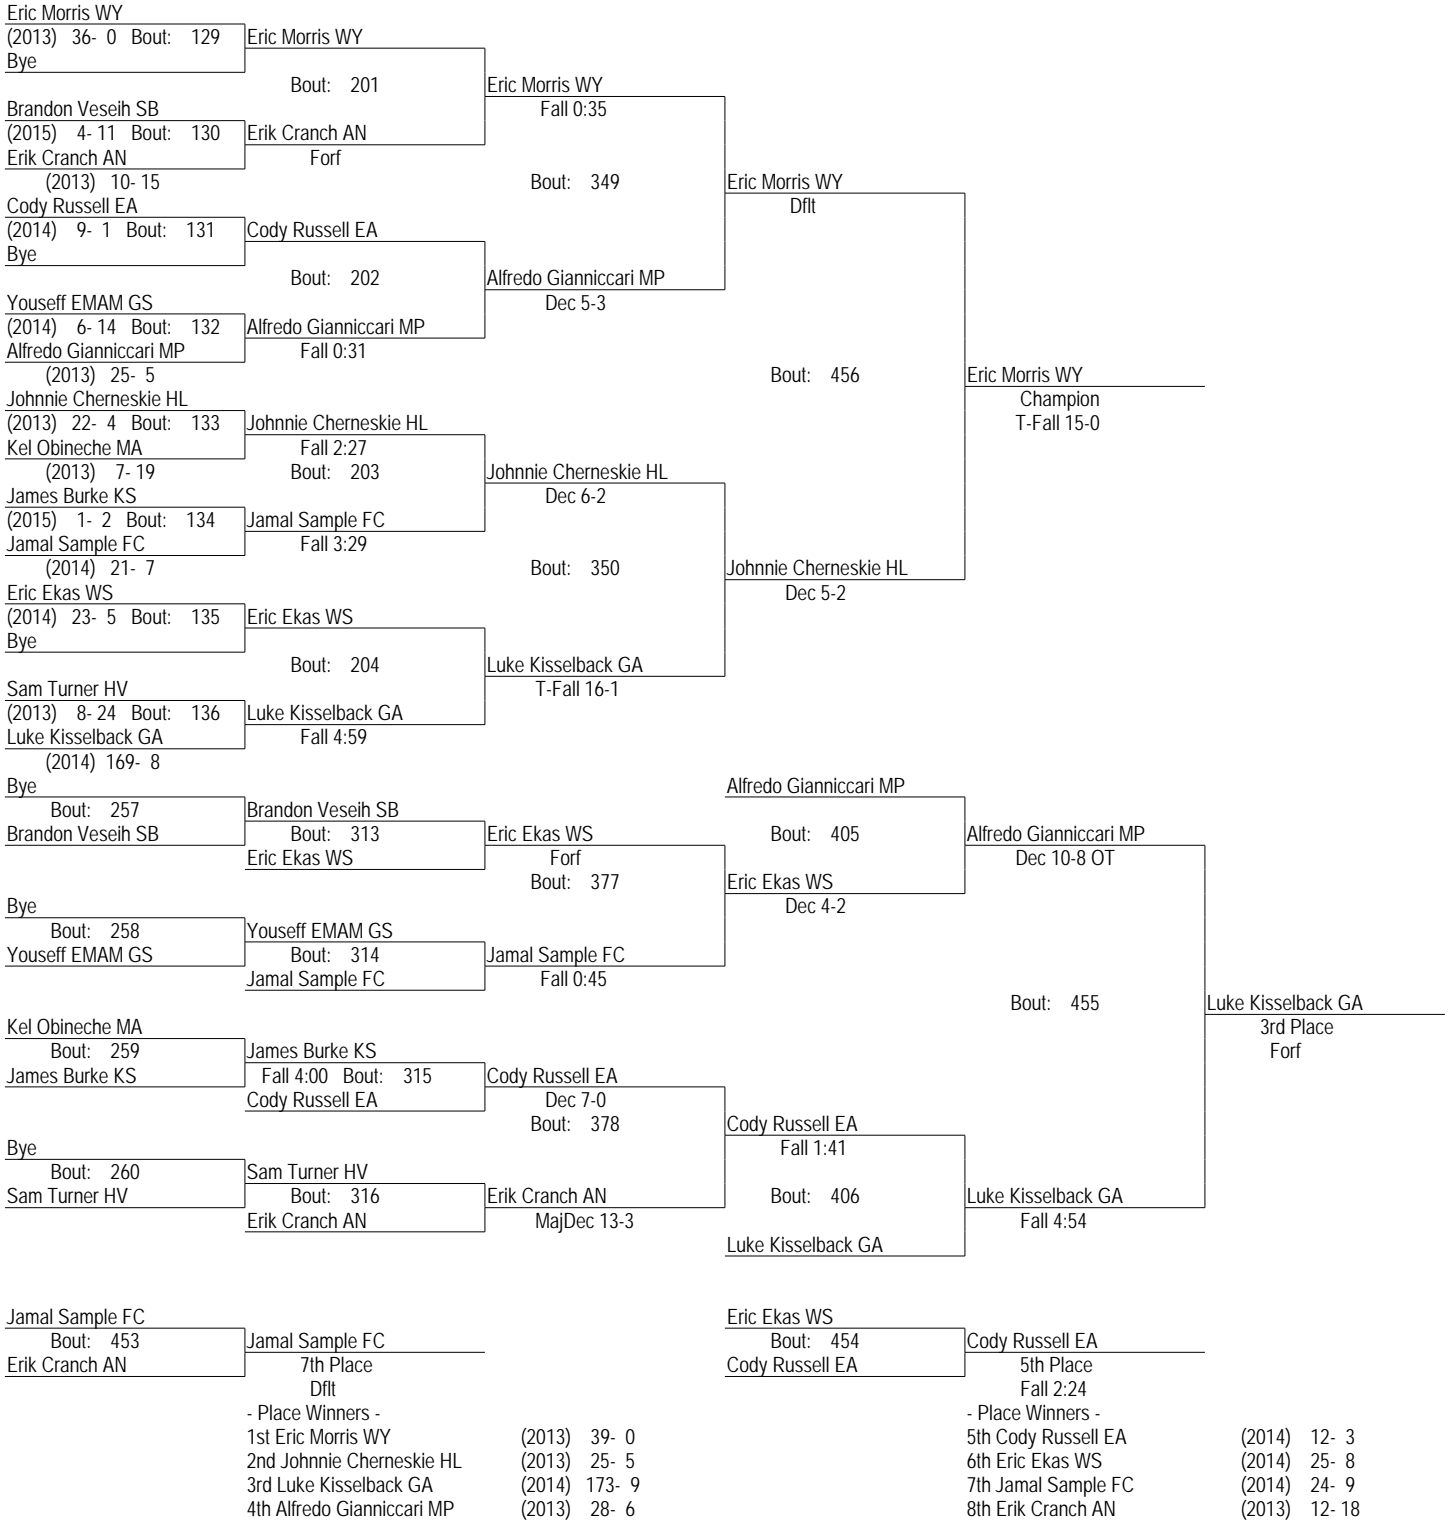 Eric Morris WY
(2013) 36- 0 Bout: 129 Eric Morris WY
Bye
Bout: 201 Eric Morris WY
Brandon Veseih SB Fall 0:35
(2015) 4- 11 Bout: 130 Erik Cranch AN
Erik Cranch AN Forf
(2013) 10- 15 Bout: 349 Eric Morris WY
Cody Russell EA Dflt
(2014) 9- 1 Bout: 131 Cody Russell EA
Bye
Bout: 202 Alfredo Gianniccari MP
Youseff EMAM GS Dec 5-3
(2014) 6- 14 Bout: 132 Alfredo Gianniccari MP
Alfredo Gianniccari MP Fall 0:31
(2013) 25- 5 Bout: 456 Eric Morris WY
Johnnie Cherneskie HL Champion
(2013) 22- 4 Bout: 133 Johnnie Cherneskie HL T-Fall 15-0
Kel Obineche MA Fall 2:27
(2013) 7- 19 Bout: 203 Johnnie Cherneskie HL
James Burke KS Dec 6-2
(2015) 1- 2 Bout: 134 Jamal Sample FC
Jamal Sample FC Fall 3:29
(2014) 21- 7 Bout: 350 Johnnie Cherneskie HL
Eric Ekas WS Dec 5-2
(2014) 23- 5 Bout: 135 Eric Ekas WS
Bye
Bout: 204 Luke Kisselback GA
Sam Turner HV T-Fall 16-1
(2013) 8- 24 Bout: 136 Luke Kisselback GA
Luke Kisselback GA Fall 4:59
(2014) 169- 8
Bye Alfredo Gianniccari MP
Bout: 257 Brandon Veseih SB
Brandon Veseih SB Bout: 313 Eric Ekas WS Bout: 405 Alfredo Gianniccari MP
Eric Ekas WS Forf Dec 10-8 OT
Bout: 377 Eric Ekas WS
Bye Dec 4-2
Bout: 258 Youseff EMAM GS
Youseff EMAM GS Bout: 314 Jamal Sample FC
Jamal Sample FC Fall 0:45
Bout: 455 Luke Kisselback GA
Kel Obineche MA 3rd Place
Bout: 259 James Burke KS Forf
James Burke KS Fall 4:00 Bout: 315 Cody Russell EA
Cody Russell EA Dec 7-0
Bout: 378 Cody Russell EA
Bye Fall 1:41
Bout: 260 Sam Turner HV
Sam Turner HV Bout: 316 Erik Cranch AN Bout: 406 Luke Kisselback GA
Erik Cranch AN MajDec 13-3 Fall 4:54
Luke Kisselback GA
Jamal Sample FC Eric Ekas WS
Bout: 453 Jamal Sample FC Bout: 454 Cody Russell EA
Erik Cranch AN 7th Place Cody Russell EA 5th Place
Dflt Fall 2:24
- Place Winners - - Place Winners -
1st Eric Morris WY (2013) 39- 0 5th Cody Russell EA (2014) 12- 3
2nd Johnnie Cherneskie HL (2013) 25- 5 6th Eric Ekas WS (2014) 25- 8
3rd Luke Kisselback GA (2014) 173- 9 7th Jamal Sample FC (2014) 24- 9
4th Alfredo Gianniccari MP (2013) 28- 6 8th Erik Cranch AN (2013) 12- 18